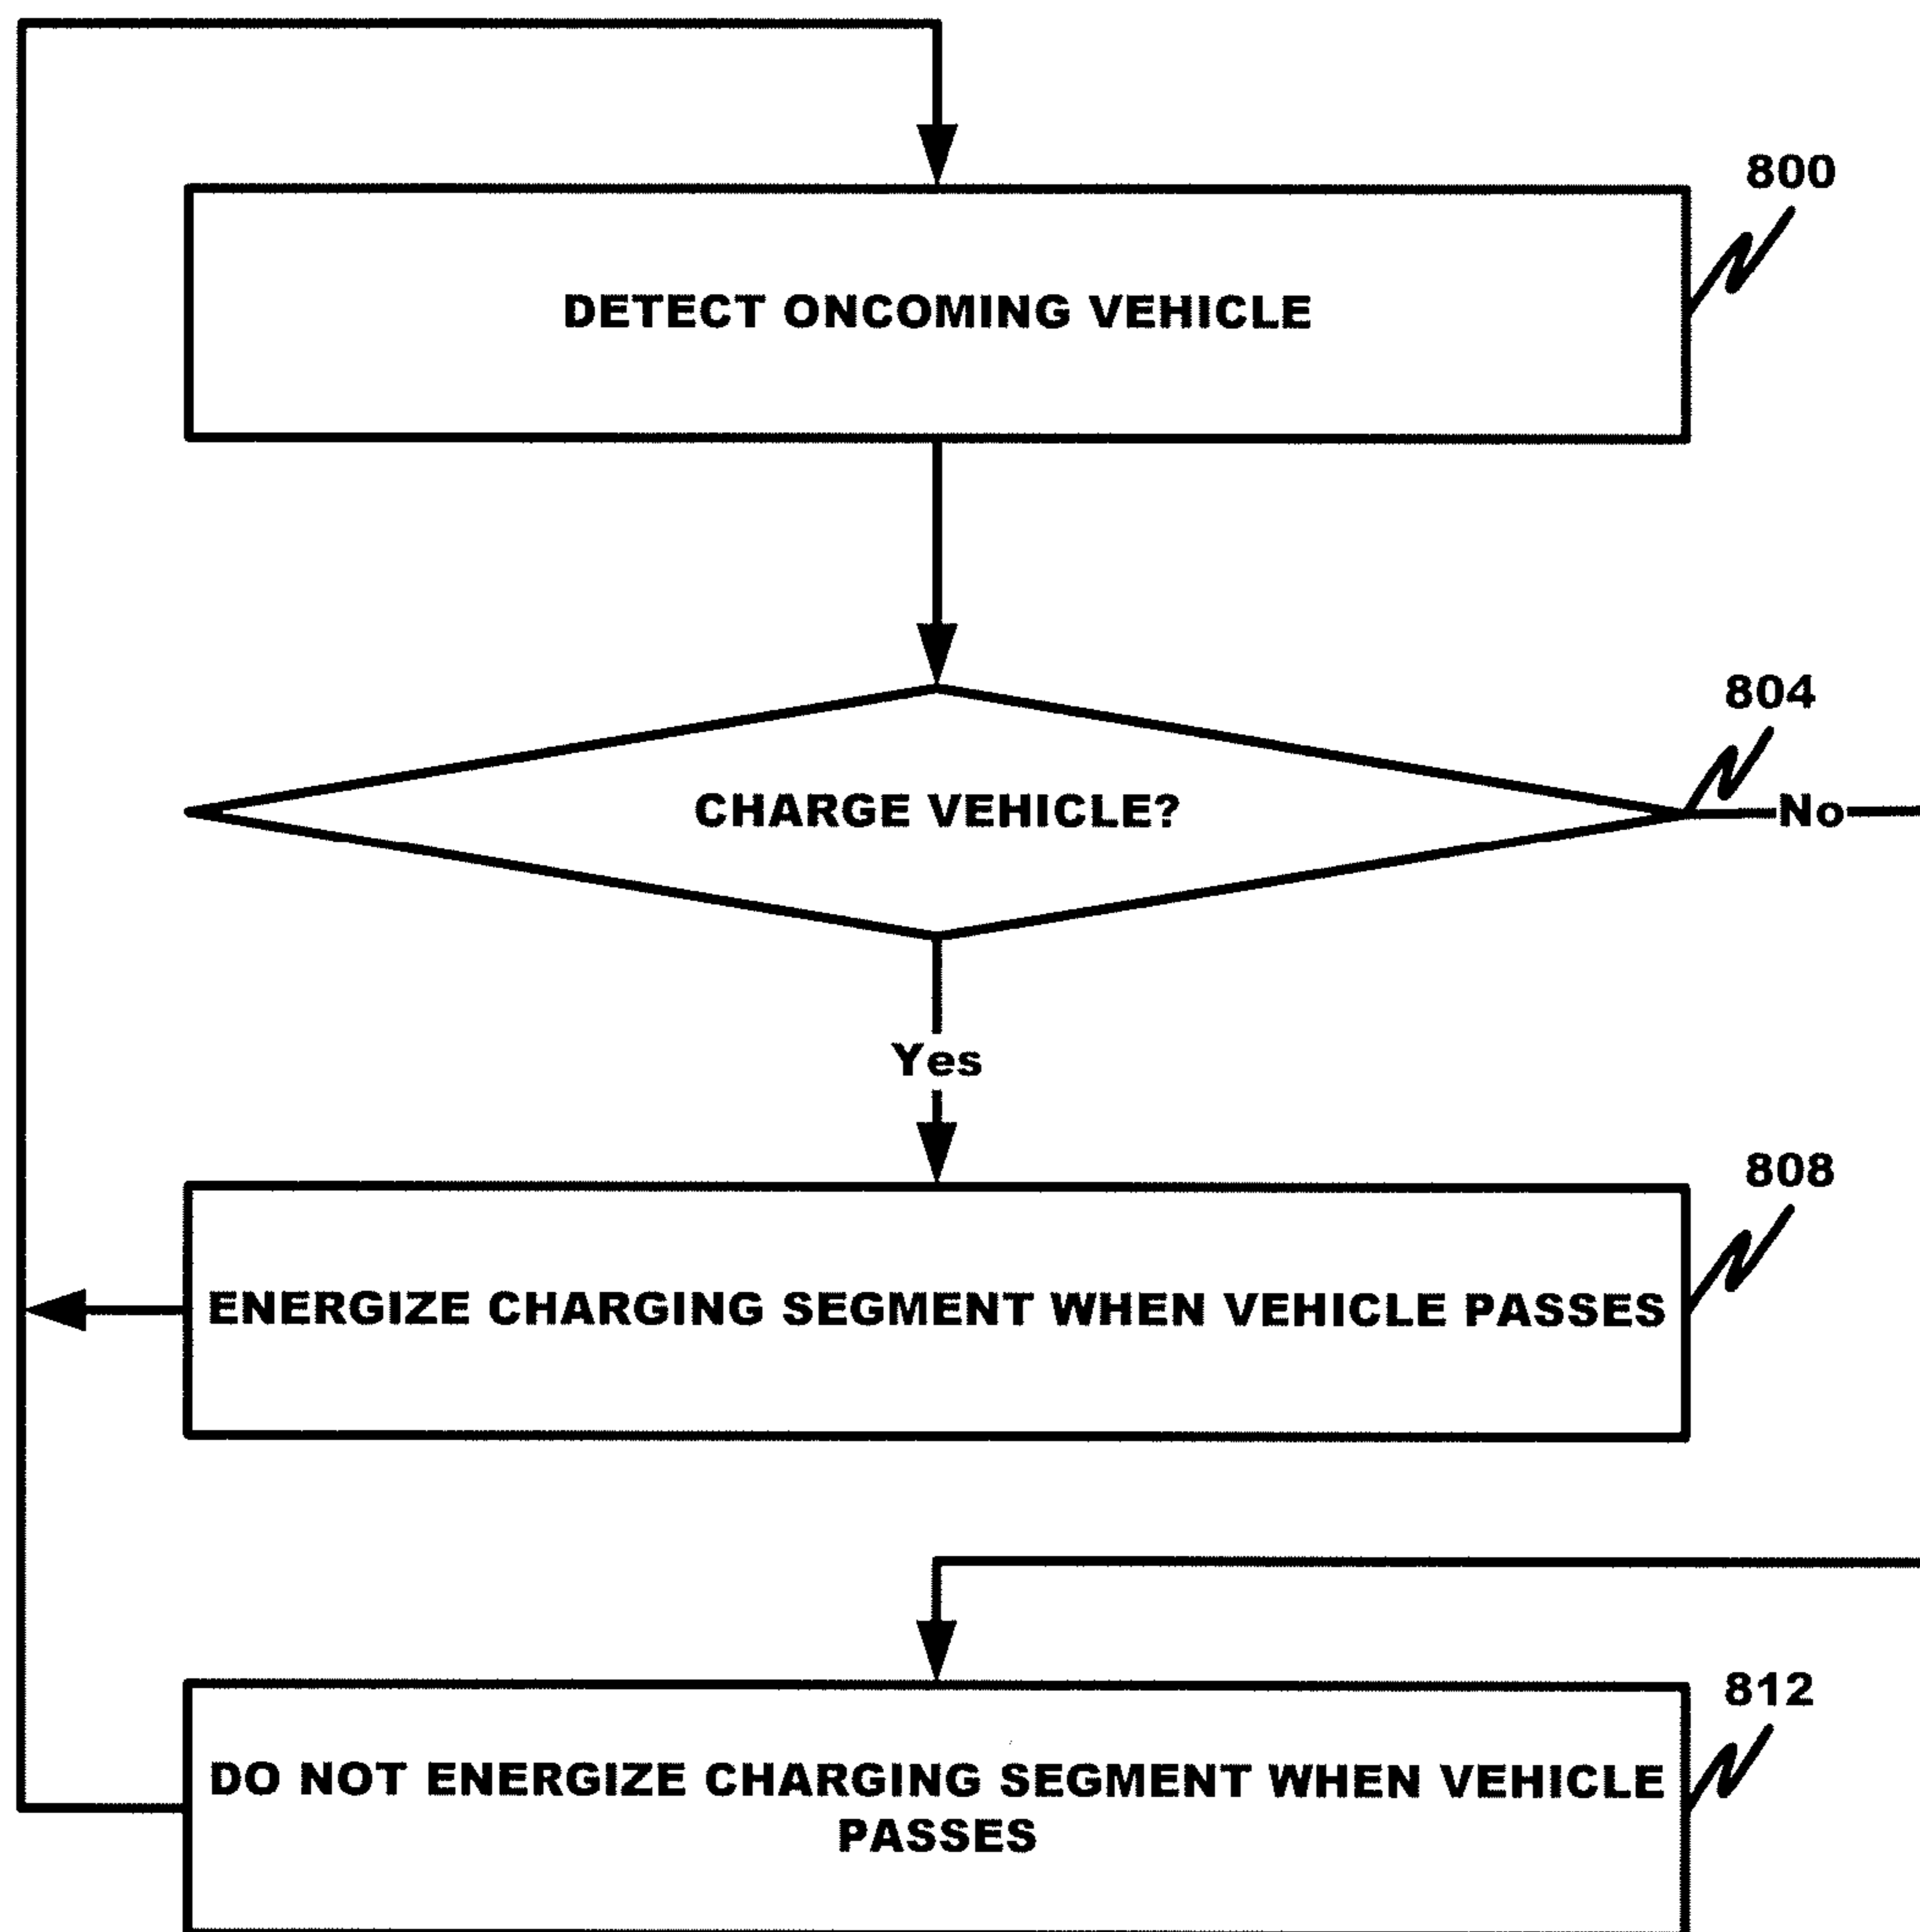 800
DETECT ONCOMING VEHICLE
804
CHARGE VEHICLE?
No
Yes
808
ENERGIZE CHARGING SEGMENT WHEN VEHICLE PASSES
812
DO NOT ENERGIZE CHARGING SEGMENT WHEN VEHICLE
PASSES